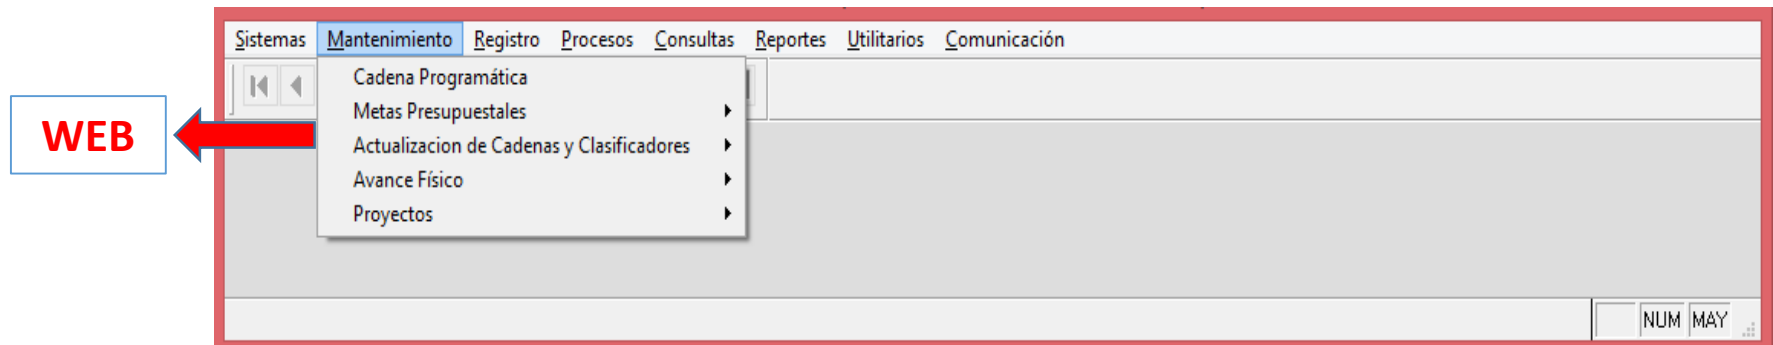 Sistemas Mantenimiento Registro Procesos Consultas Reportes Utilitarios Comunicación
Cadena Programática
Metas Presupuestales
WEB
Actualizacion de Cadenas y Clasificadores
Avance Físico
Proyectos
NUM MAY